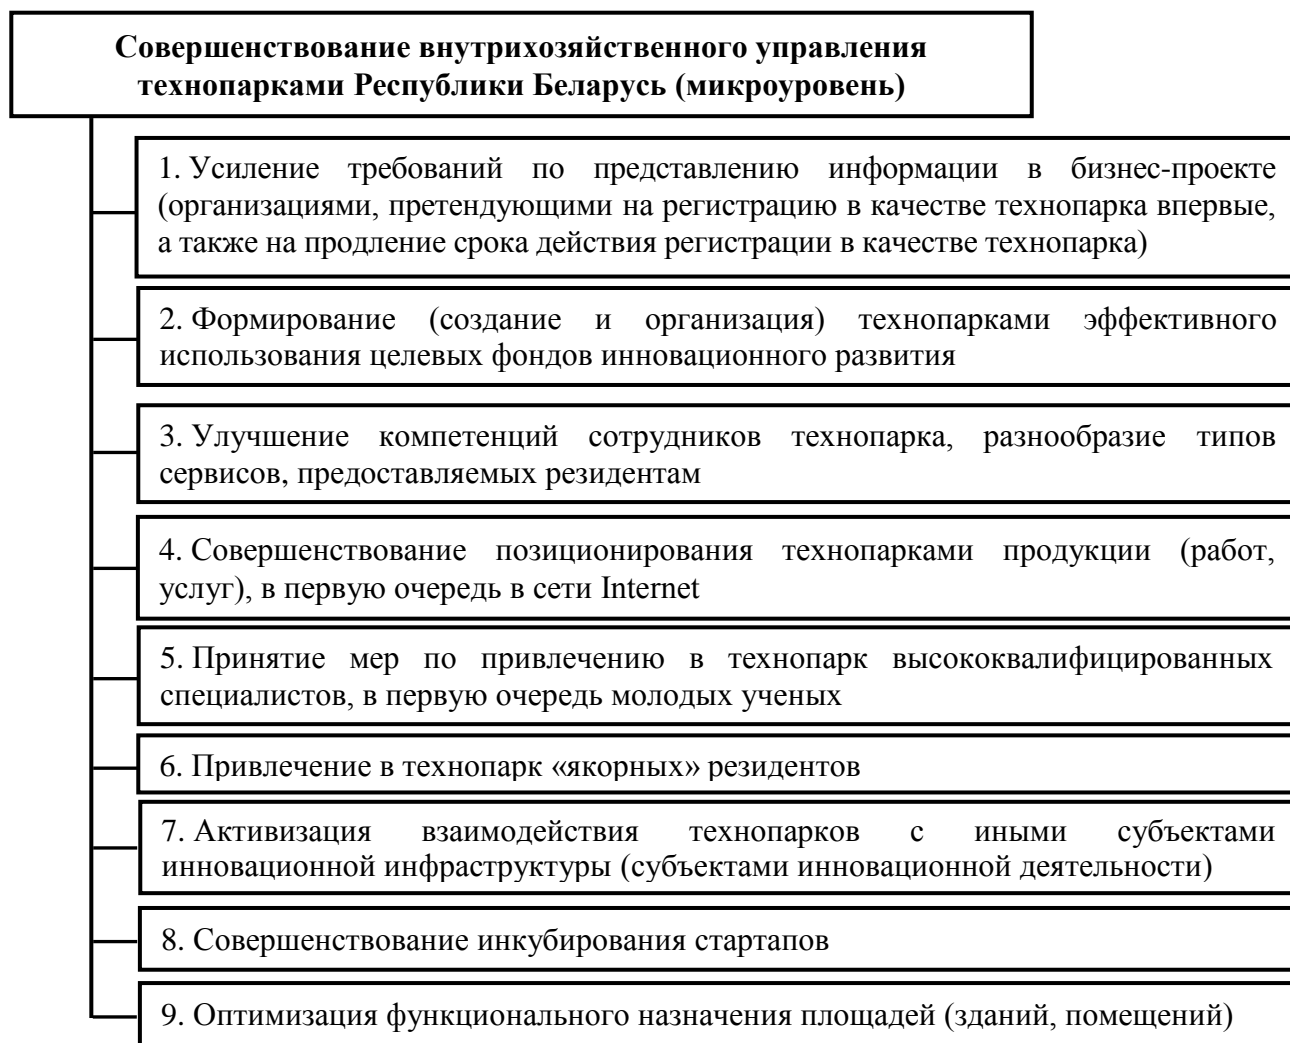 Совершенствование внутрихозяйственного управления
технопарками Республики Беларусь (микроуровень)
1. Усиление требований по представлению информации в бизнес-проекте
(организациями, претендующими на регистрацию в качестве технопарка впервые,
а также на продление срока действия регистрации в качестве технопарка)
2. Формирование (создание и организация) технопарками эффективного
использования целевых фондов инновационного развития
3. Улучшение компетенций сотрудников технопарка, разнообразие типов
сервисов, предоставляемых резидентам
4. Совершенствование позиционирования технопарками продукции (работ,
услуг), в первую очередь в сети Internet
5. Принятие мер по привлечению в технопарк высококвалифицированных
специалистов, в первую очередь молодых ученых
6. Привлечение в технопарк «якорных» резидентов
7. Активизация взаимодействия технопарков с иными субъектами
инновационной инфраструктуры (субъектами инновационной деятельности)
8. Совершенствование инкубирования стартапов
9. Оптимизация функционального назначения площадей (зданий, помещений)